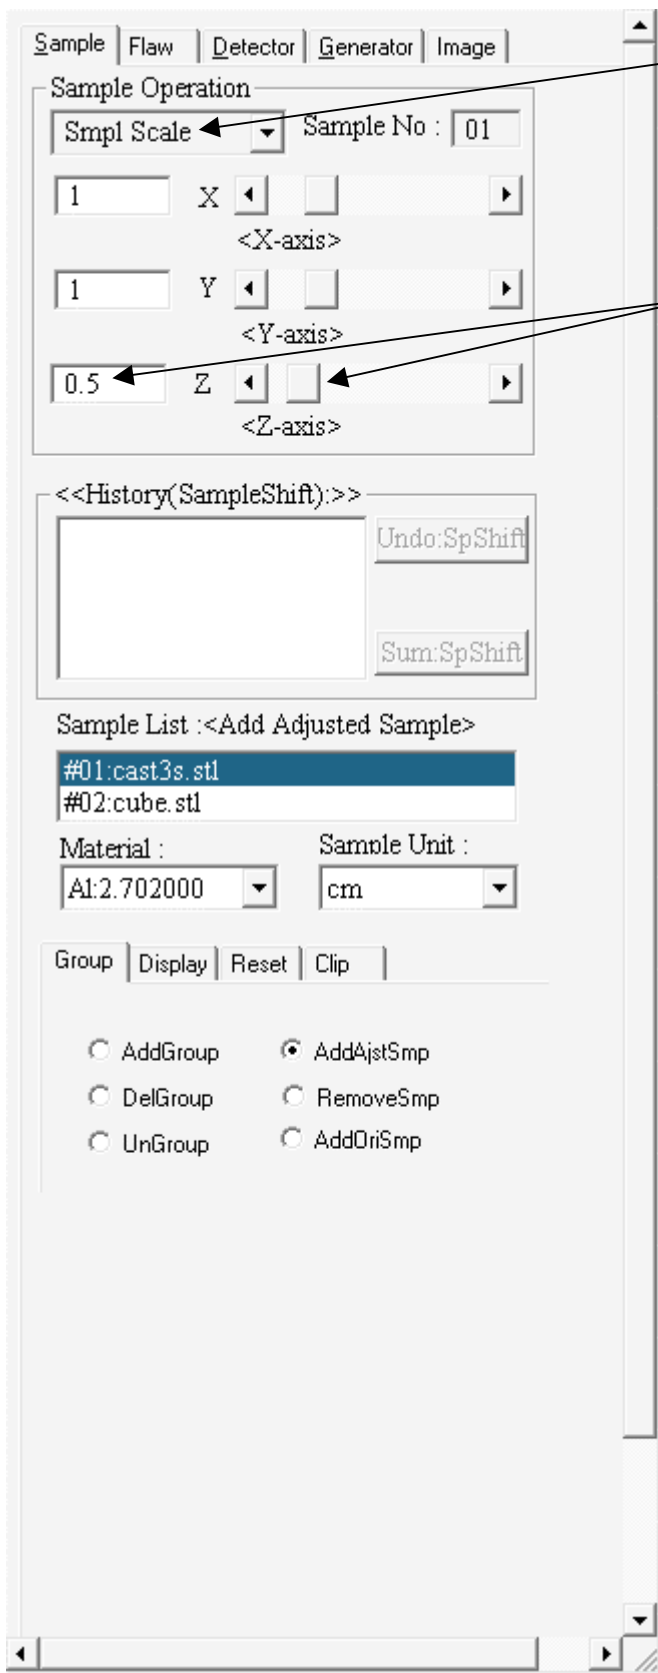 Sample Flaw Detector Generator Image
Sample Operation
Smpl Scale Sample No : 01
1 X
<X-axis>
1 Y
<Y-axis>
0.5 Z
<Z-axis>
<<History(SampleShift):>>
Undo:SpShift
Sum:SpShift
Sample List :<Add Adjusted Sample>
#01:cast3s.stl
#02:cube.stl
Material : Sample Unit :
Al:2.702000 cm
Group Display Reset Clip
AddGroup AddAjstSmp
DelGroup RemoveSmp
UnGroup AddOriSmp